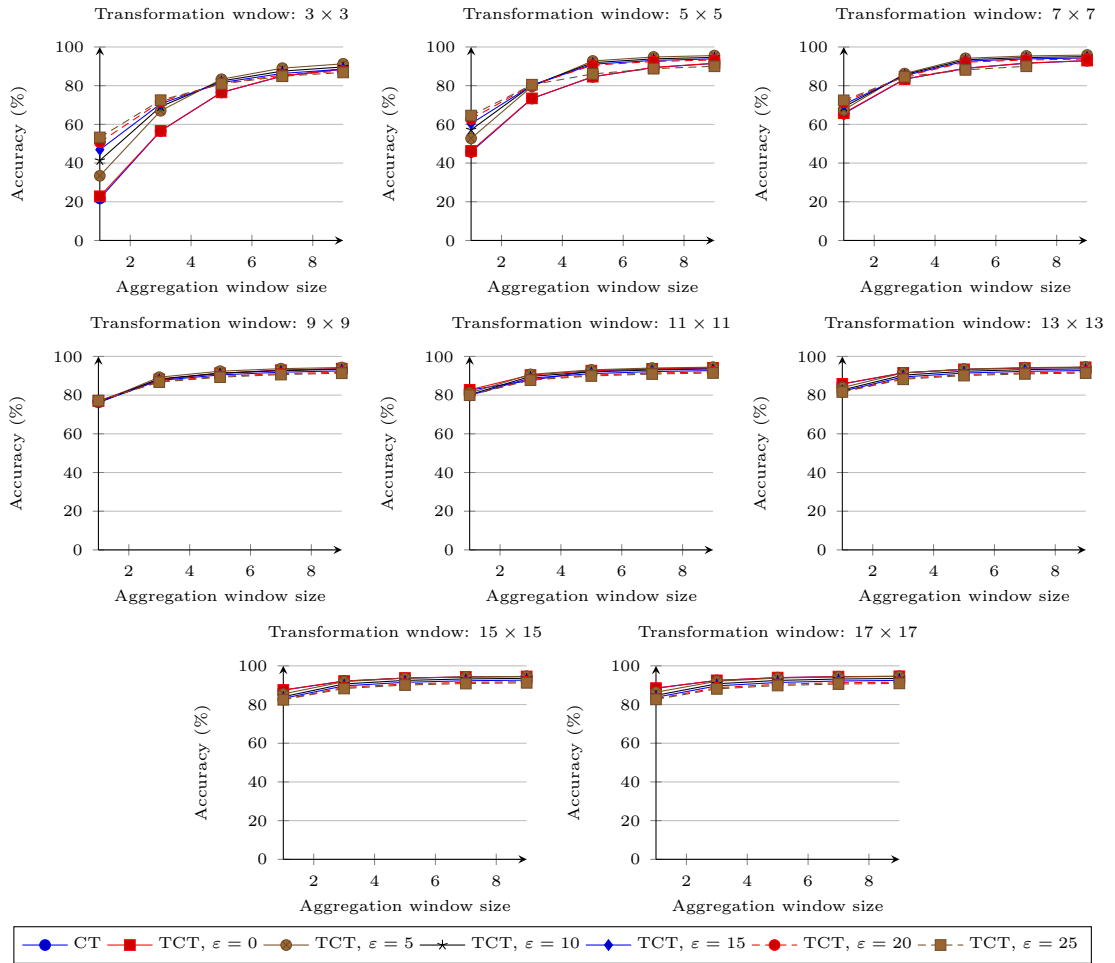 Transformation window: 3 × 3
Transformation window: 5 × 5
Transformation window: 7 × 7
100
80
60
40
20
0
Accuracy (%)
2 4 6 8
Aggregation window size
100
80
60
40
20
0
Accuracy (%)
2 4 6 8
Aggregation window size
100
80
60
40
20
0
Accuracy (%)
2 4 6 8
Aggregation window size
Transformation window: 9 × 9
Transformation window: 11 × 11
Transformation window: 13 × 13
100
80
60
40
20
0
Accuracy (%)
2 4 6 8
Aggregation window size
100
80
60
40
20
0
Accuracy (%)
2 4 6 8
Aggregation window size
100
80
60
40
20
0
Accuracy (%)
2 4 6 8
Aggregation window size
Transformation wndow: 15 × 15
Transformation window: 17 × 17
100
80
60
40
20
0
Accuracy (%)
2 4 6 8
Aggregation window size
100
80
60
40
20
0
Accuracy (%)
2 4 6 8
Aggregation window size
CT TCT, ε = 0 TCT, ε = 5 TCT, ε = 10 TCT, ε = 15 TCT, ε = 20 TCT, ε = 25